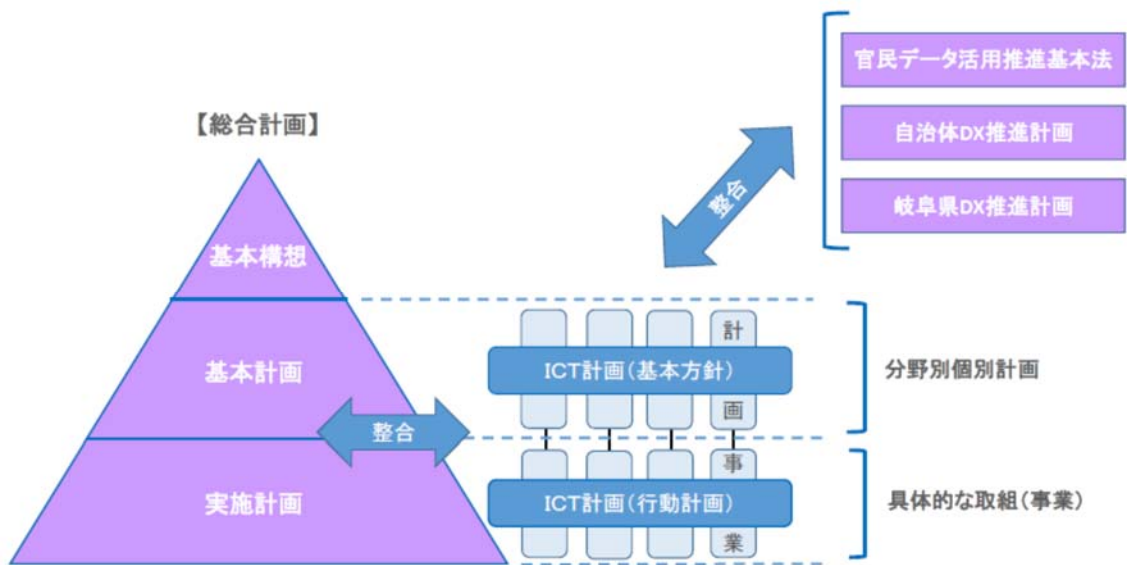 官民データ活用推進基本法
自治体DX推進計画
岐阜県DX推進計画
整合
【総合計画】
基本構想
基本計画
実施計画
整合
計
ICT計画(基本方針)
画
分野別個別計画
事
ICT計画(行動計画)
業
具体的な取組(事業)